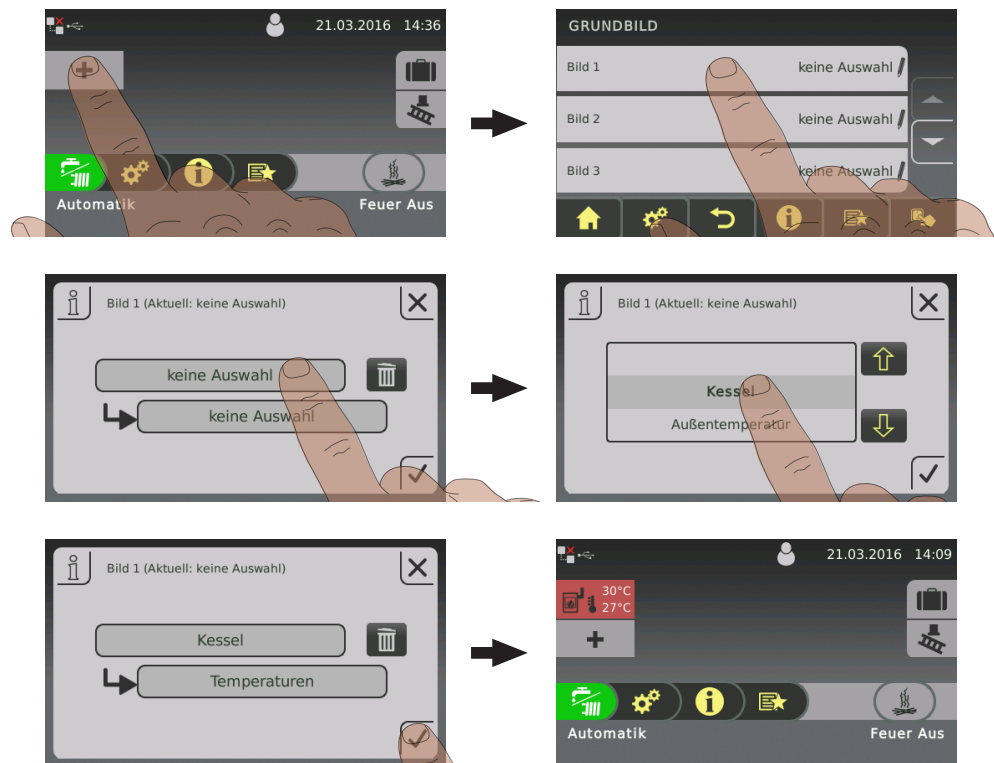 21.03.2016 14:36
Automatik
Feuer Aus
GRUNDBILD
Bild 1 keine Auswahl
Bild 2 keine Auswahl
Bild 3 keine Auswahl
Bild 1 (Aktuell: keine Auswahl)
keine Auswahl
keine Auswahl
Bild 1 (Aktuell: keine Auswahl)
Kessel
Außentemperatur
Bild 1 (Aktuell: keine Auswahl)
Kessel
Temperaturen
21.03.2016 14:09
30°C
27°C
Automatik
Feuer Aus